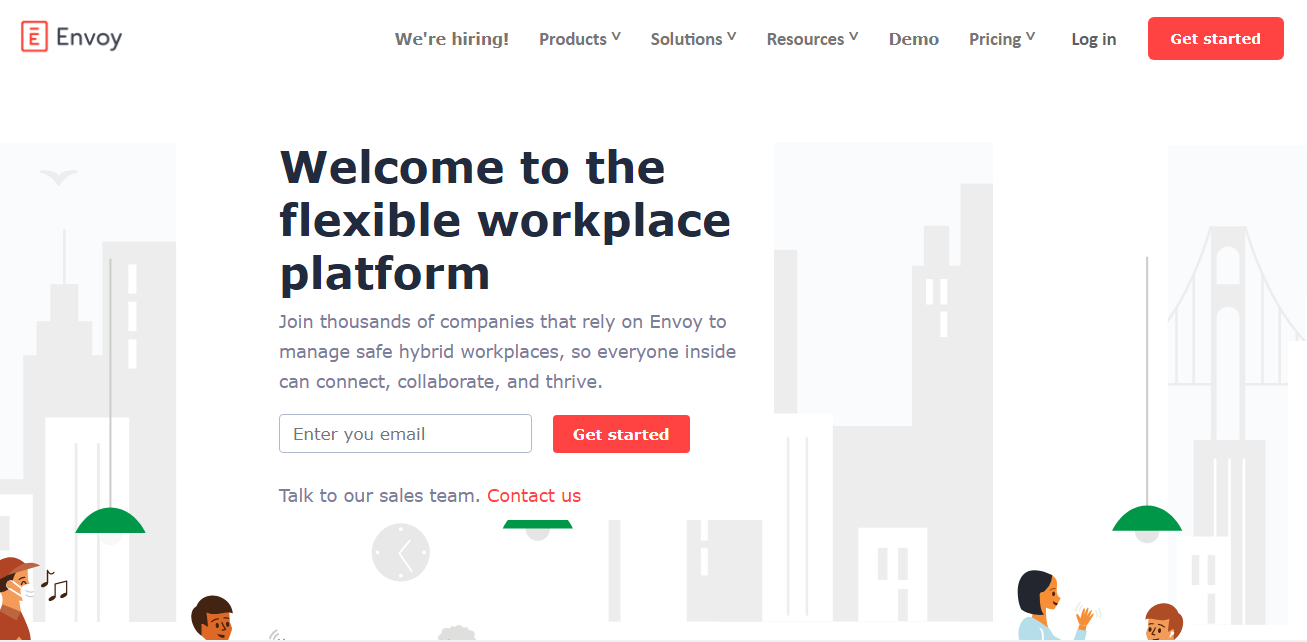 Envoy
We're hiring! Products ˅ Solutions ˅ Resources ˅ Demo Pricing ˅ Log in Get started
Welcome to the
flexible workplace
platform
Join thousands of companies that rely on Envoy to
manage safe hybrid workplaces, so everyone inside
can connect, collaborate, and thrive.
Enter you email Get started
Talk to our sales team. Contact us